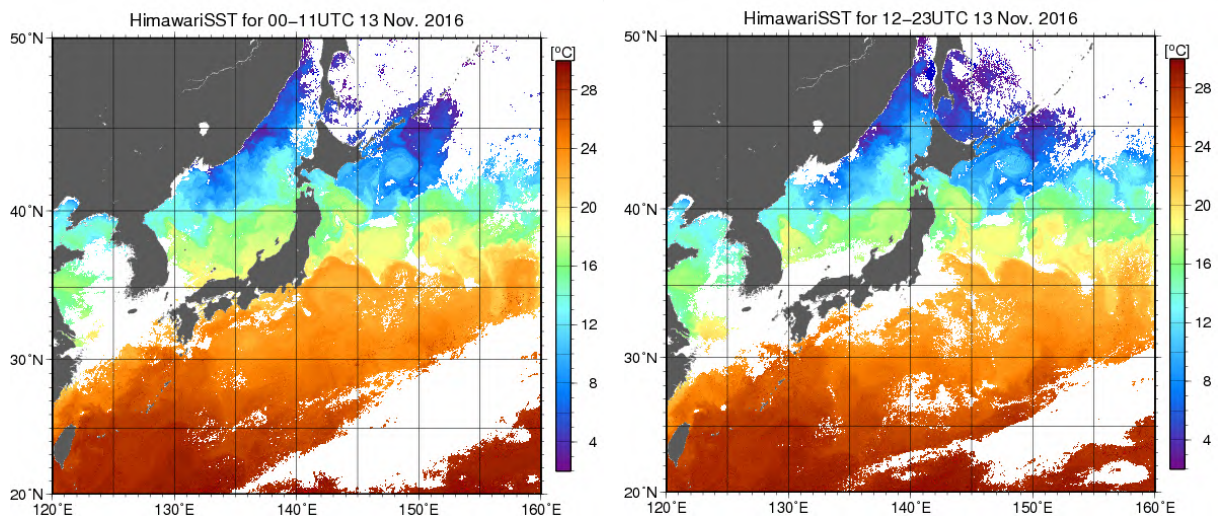 HimawariSST for 00−11UTC 13 Nov. 2016
50˚N
40˚N
30˚N
20˚N
120˚E
130˚E
140˚E
150˚E
160˚E
[ºC]
28
24
20
16
12
8
4
HimawariSST for 12−23UTC 13 Nov. 2016
50˚N
40˚N
30˚N
20˚N
120˚E
130˚E
140˚E
150˚E
160˚E
[ºC]
28
24
20
16
12
8
4